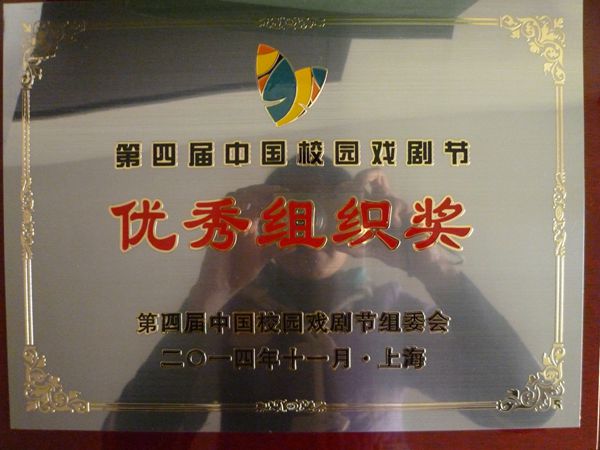 第四届中国校园戏剧节
优秀组织奖
第四届中国校园戏剧节组委会
二〇一四年十一月·上海